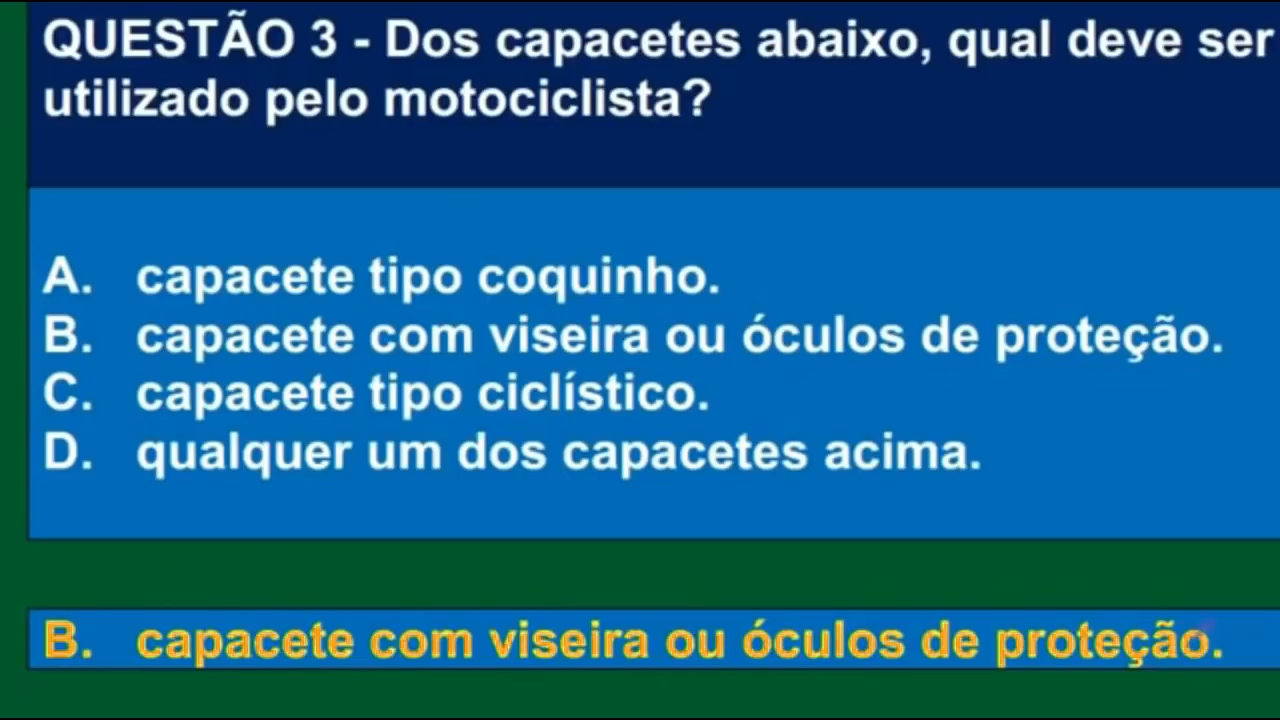 QUESTÃO 3 - Dos capacetes abaixo, qual deve ser
utilizado pelo motociclista?
A. capacete tipo coquinho.
B. capacete com viseira ou óculos de proteção.
C. capacete tipo ciclístico.
D. qualquer um dos capacetes acima.
B. capacete com viseira ou óculos de proteção.